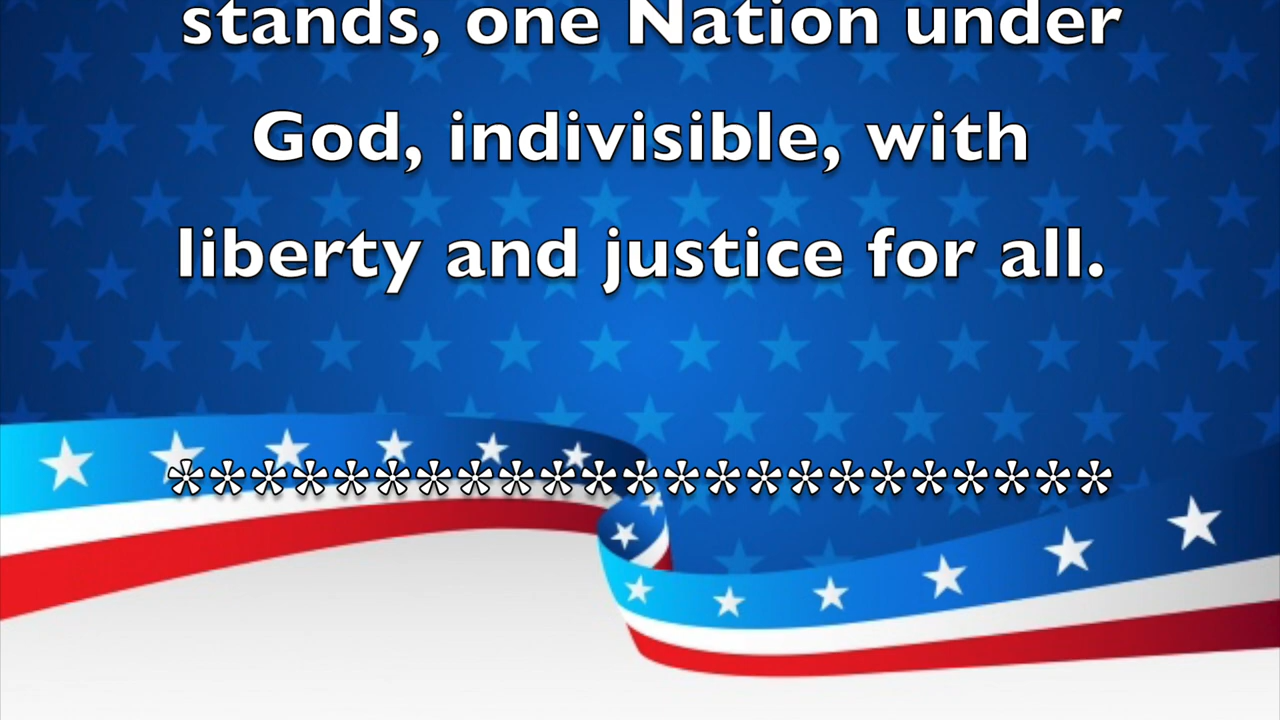 stands, one Nation under
God, indivisible, with
liberty and justice for all.
***********************